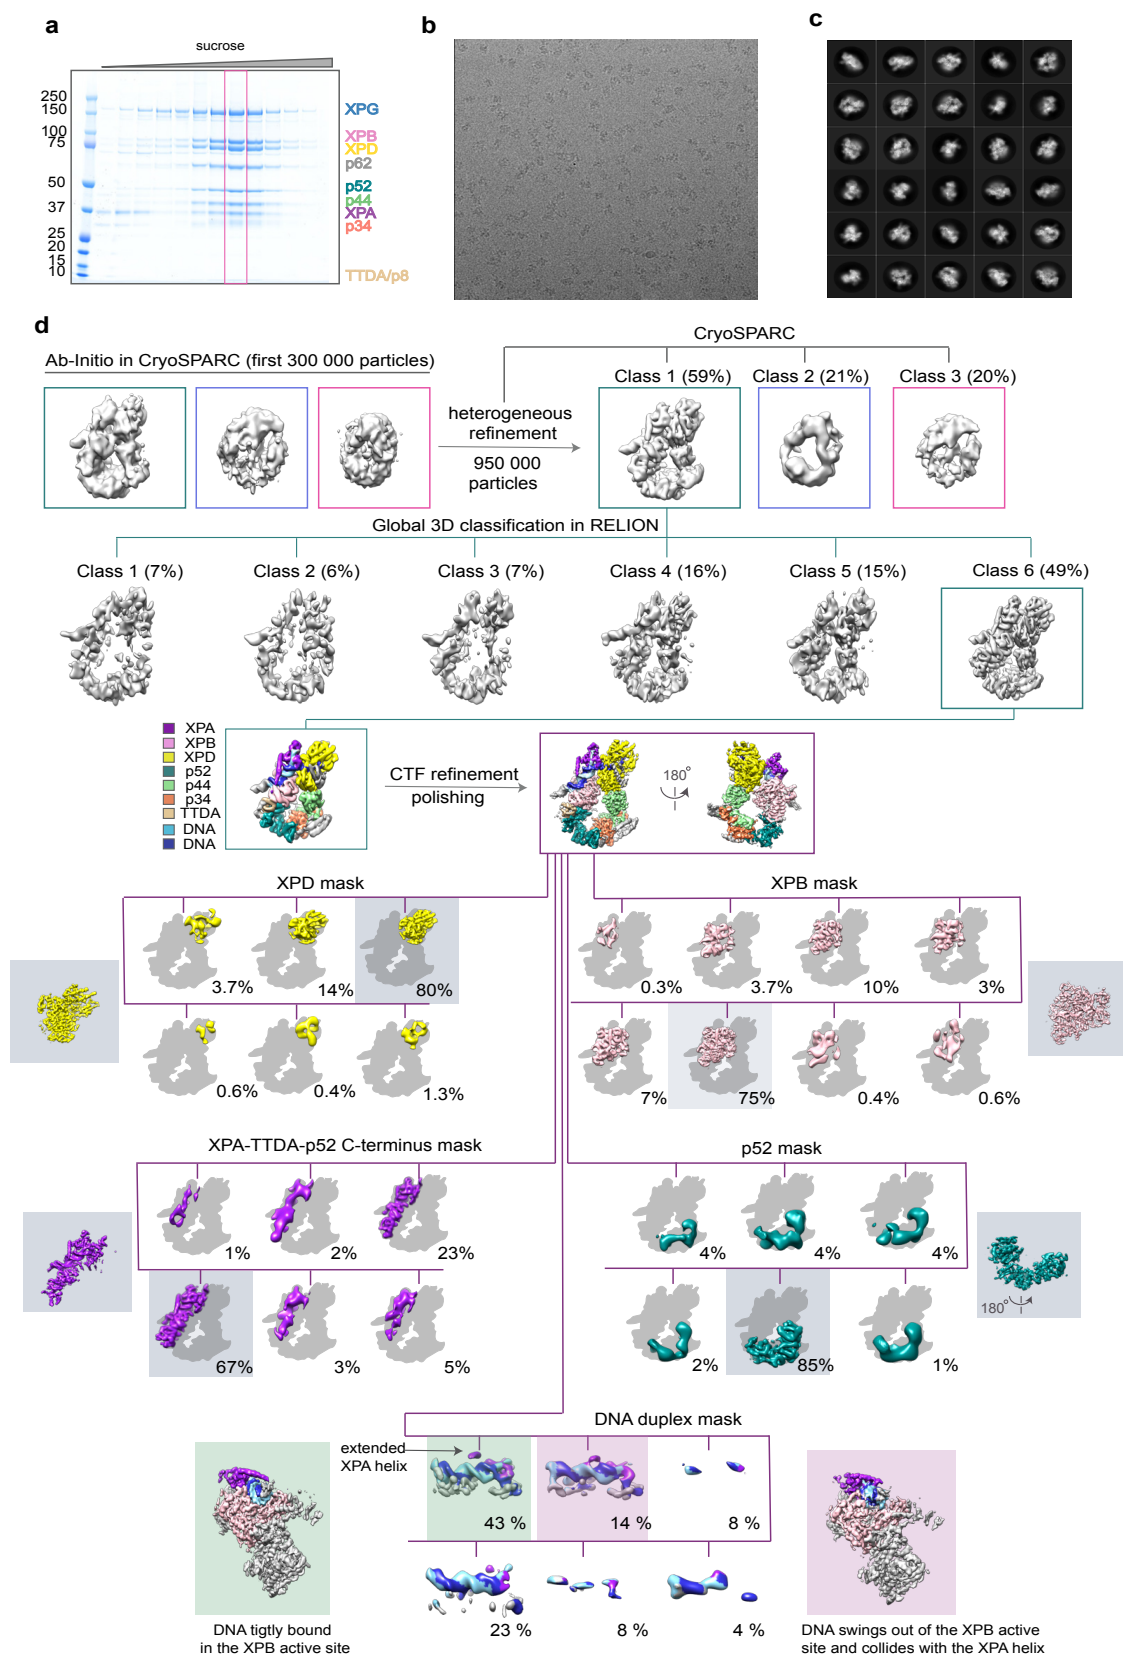 a
sucrose
250
150
100
75
50
37
25
20
15
10
XPG
XPB
XPD
p62
p52
p44
XPA
p34
TTDA/p8
b
c
d
CryoSPARC
Ab-Initio in CryoSPARC (first 300 000 particles)
Class 1 (59%)
Class 2 (21%)
Class 3 (20%)
heterogeneous
refinement
950 000
particles
Global 3D classification in RELION
Class 1 (7%)
Class 2 (6%)
Class 3 (7%)
Class 4 (16%)
Class 5 (15%)
Class 6 (49%)
XPA
XPB
XPD
p52
p44
p34
TTDA
DNA
DNA
CTF refinement
polishing
180°
XPD mask
3.7%
14%
80%
0.6%
0.4%
1.3%
XPB mask
0.3%
3.7%
10%
3%
7%
75%
0.4%
0.6%
XPA-TTDA-p52 C-terminus mask
1%
2%
23%
67%
3%
5%
p52 mask
4%
4%
4%
2%
85%
1%
180°
DNA duplex mask
extended
XPA helix
43 %
14 %
8 %
23 %
8 %
4 %
DNA tigtly bound
in the XPB active site
DNA swings out of the XPB active
site and collides with the XPA helix